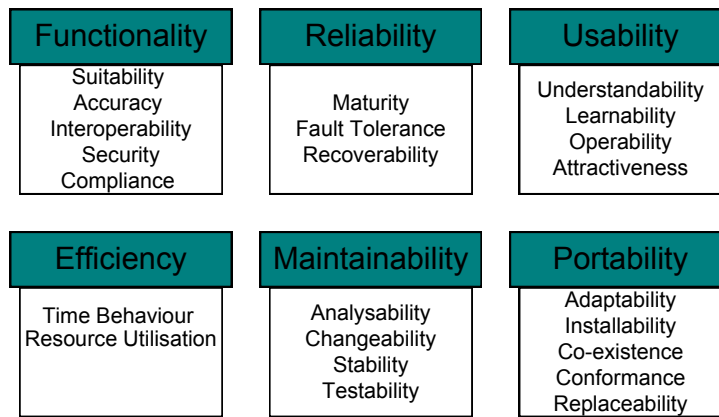 Functionality
Suitability
Accuracy
Interoperability
Security
Compliance
Reliability
Maturity
Fault Tolerance
Recoverability
Usability
Understandability
Learnability
Operability
Attractiveness
Efficiency
Time Behaviour
Resource Utilisation
Maintainability
Analysability
Changeability
Stability
Testability
Portability
Adaptability
Installability
Co-existence
Conformance
Replaceability